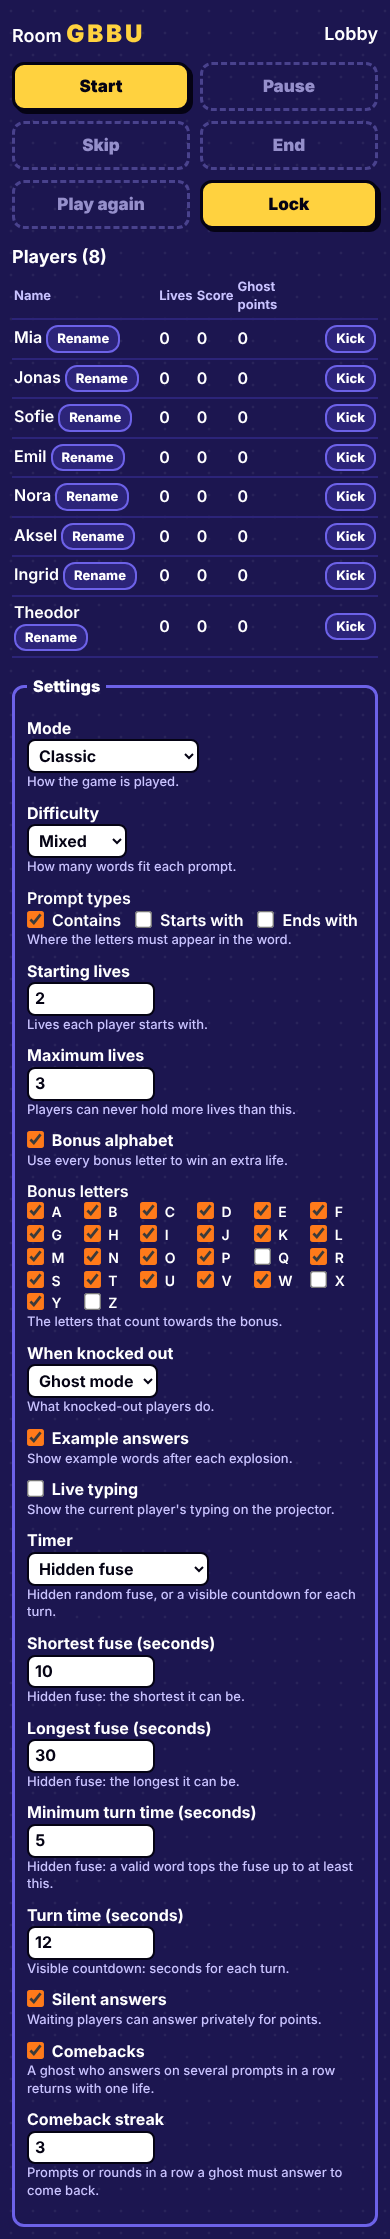 Room GBBU Lobby
Start Pause
Skip End
Play again Lock
Players (8)
Name Lives Score Ghost points
Mia Rename 0 0 0 Kick
Jonas Rename 0 0 0 Kick
Sofie Rename 0 0 0 Kick
Emil Rename 0 0 0 Kick
Nora Rename 0 0 0 Kick
Aksel Rename 0 0 0 Kick
Ingrid Rename 0 0 0 Kick
Theodor Rename 0 0 0 Kick
Settings
Mode
Classic
How the game is played.
Difficulty
Mixed
How many words fit each prompt.
Prompt types
Contains Starts with Ends with
Where the letters must appear in the word.
Starting lives
2
Lives each player starts with.
Maximum lives
3
Players can never hold more lives than this.
Bonus alphabet
Use every bonus letter to win an extra life.
Bonus letters
A B C D E F
G H I J K L
M N O P Q R
S T U V W X
Y Z
The letters that count towards the bonus.
When knocked out
Ghost mode
What knocked-out players do.
Example answers
Show example words after each explosion.
Live typing
Show the current player's typing on the projector.
Timer
Hidden fuse
Hidden random fuse, or a visible countdown for each
turn.
Shortest fuse (seconds)
10
Hidden fuse: the shortest it can be.
Longest fuse (seconds)
30
Hidden fuse: the longest it can be.
Minimum turn time (seconds)
5
Hidden fuse: a valid word tops the fuse up to at least
this.
Turn time (seconds)
12
Visible countdown: seconds for each turn.
Silent answers
Waiting players can answer privately for points.
Comebacks
A ghost who answers on several prompts in a row
returns with one life.
Comeback streak
3
Prompts or rounds in a row a ghost must answer to
come back.